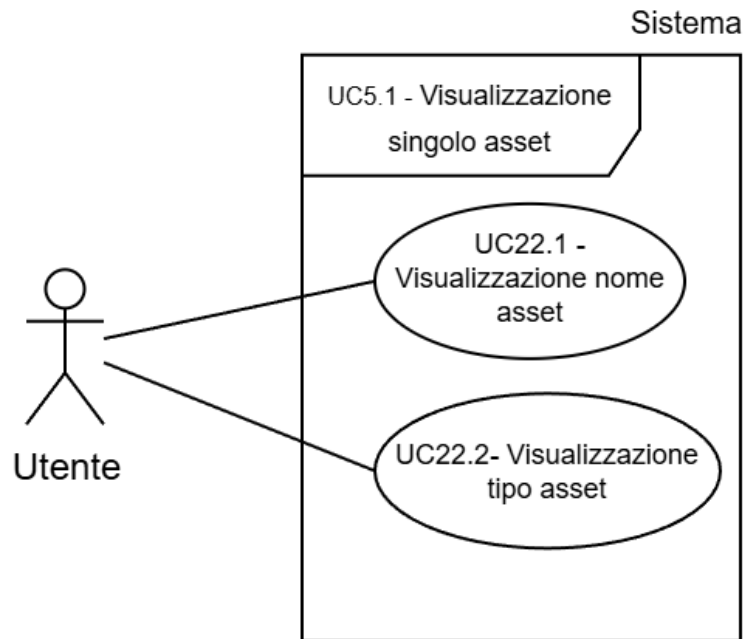 Sistema
UC5.1 - Visualizzazione
singolo asset
UC22.1 -
Visualizzazione nome
asset
UC22.2- Visualizzazione
tipo asset
Utente